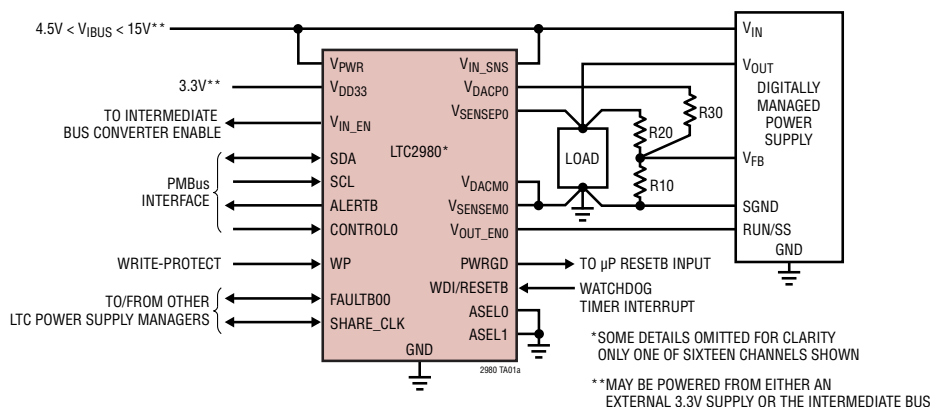 4.5V < VIBUS < 15V**
3.3V**
TO INTERMEDIATE
BUS CONVERTER ENABLE
PMBus
INTERFACE
WRITE-PROTECT
TO/FROM OTHER
LTC POWER SUPPLY MANAGERS
VPWR
VDD33
VIN_EN
SDA
SCL
ALERTB
CONTROL0
WP
FAULTB00
SHARE_CLK
GND
LTC2980*
VIN_SNS
VDACP0
VSENSEP0
VDACM0
VSENSEM0
VOUT_EN0
PWRGD
WDI/RESETB
ASEL0
ASEL1
2980 TA01a
LOAD
R20
R30
R10
TO µP RESETB INPUT
WATCHDOG
TIMER INTERRUPT
VIN
VOUT
DIGITALLY
MANAGED
POWER
SUPPLY
VFB
SGND
RUN/SS
GND
*SOME DETAILS OMITTED FOR CLARITY
ONLY ONE OF SIXTEEN CHANNELS SHOWN
**MAY BE POWERED FROM EITHER AN
EXTERNAL 3.3V SUPPLY OR THE INTERMEDIATE BUS